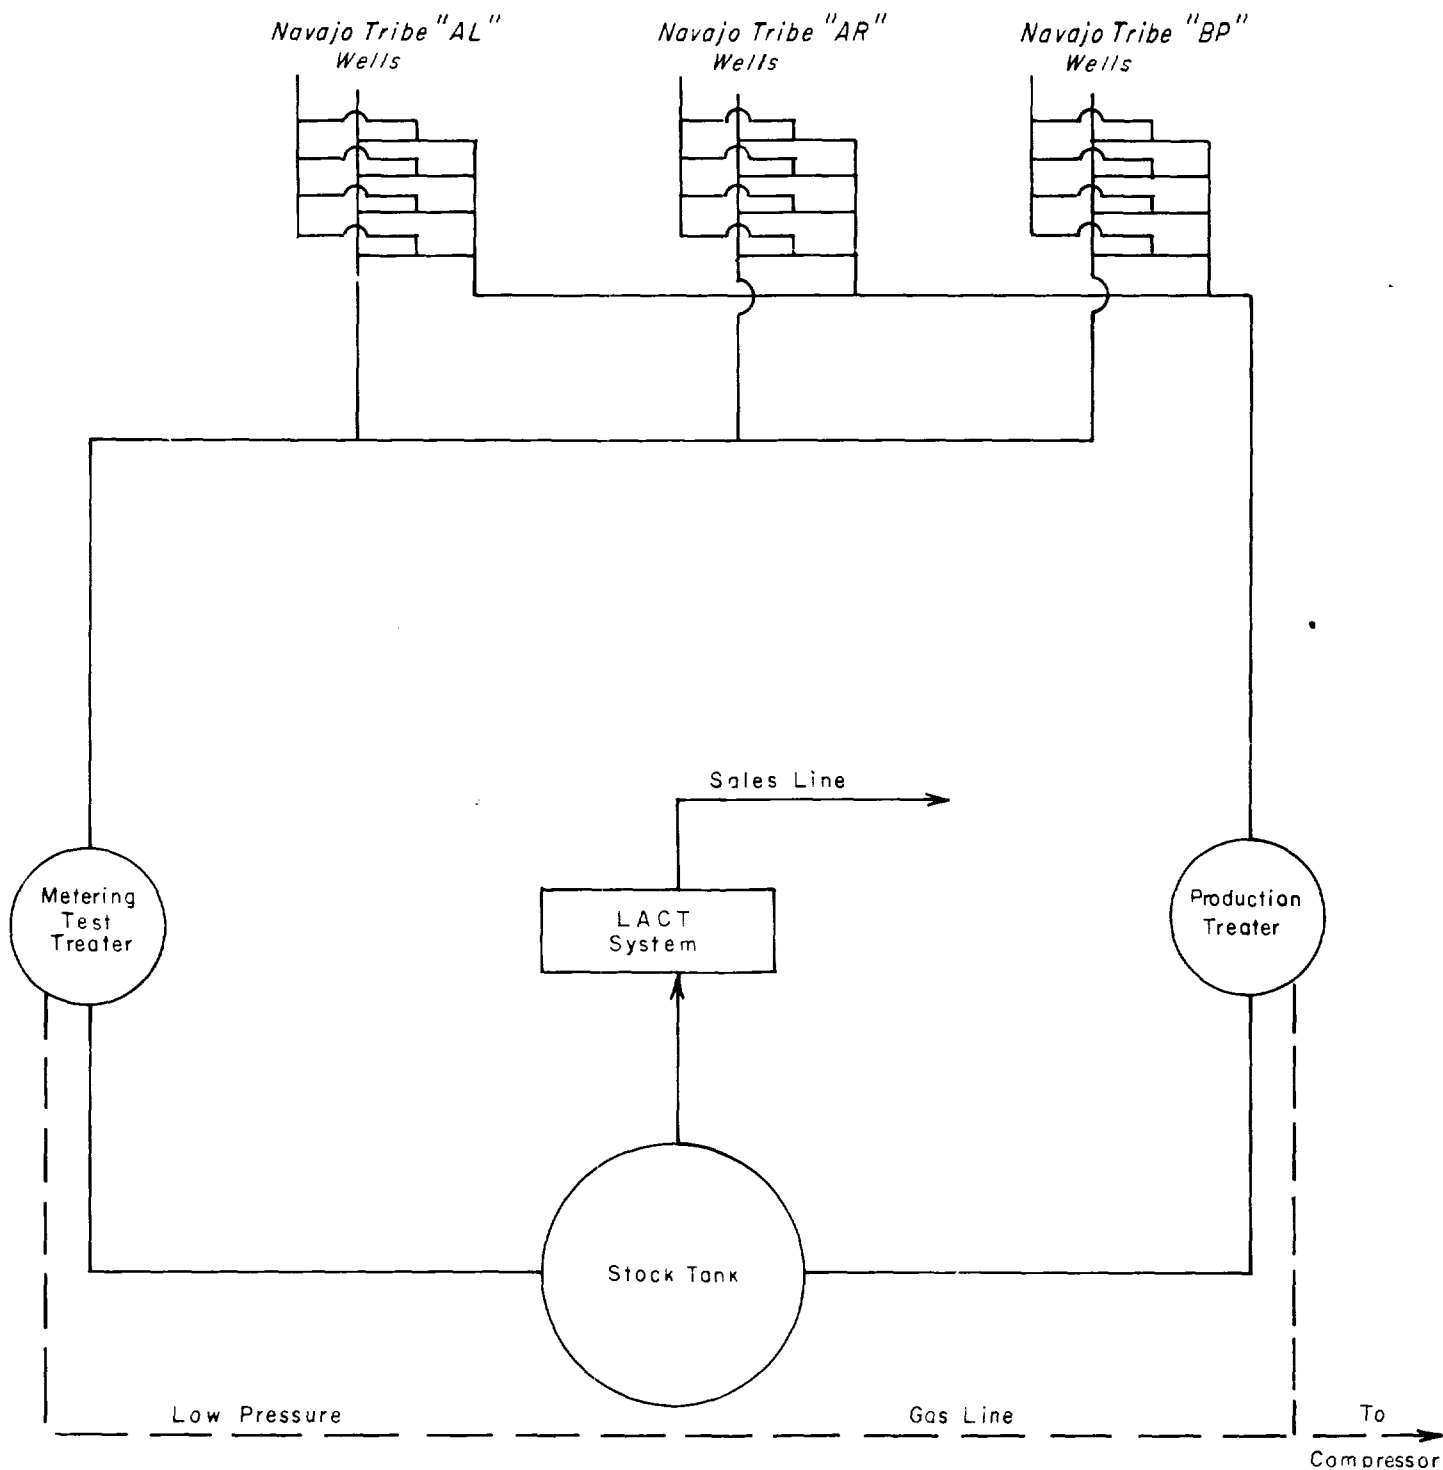 Navajo Tribe "AL"
Wells
Navajo Tribe "AR"
Wells
Navajo Tribe "BP"
Wells
Sales Line
Metering
Test
Treater
LACT
System
Production
Treater
Stock Tank
Low Pressure
Gas Line
To
Compressor